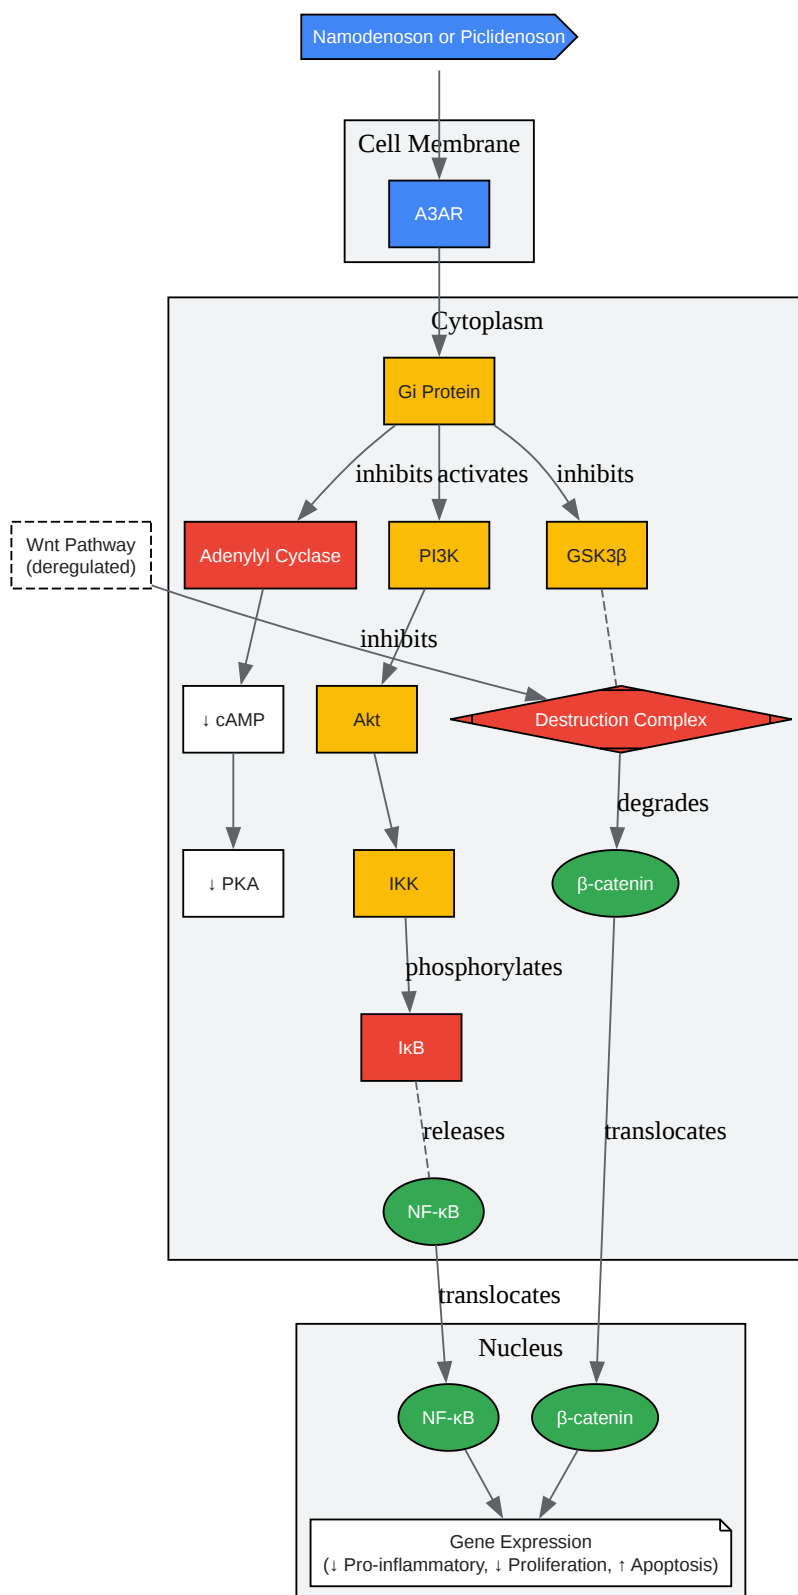 Namodenoson or Piclidenoson
Cell Membrane
A3AR
Cytoplasm
Gi Protein
inhibits
activates
inhibits
Wnt Pathway
(deregulated)
Adenylyl Cyclase
PI3K
GSK3β
inhibits
↓ cAMP
Akt
Destruction Complex
degrades
↓ PKA
IKK
β-catenin
phosphorylates
IκB
releases
translocates
NF-κB
translocates
Nucleus
NF-κB
β-catenin
Gene Expression
(↓ Pro-inflammatory, ↓ Proliferation, ↑ Apoptosis)